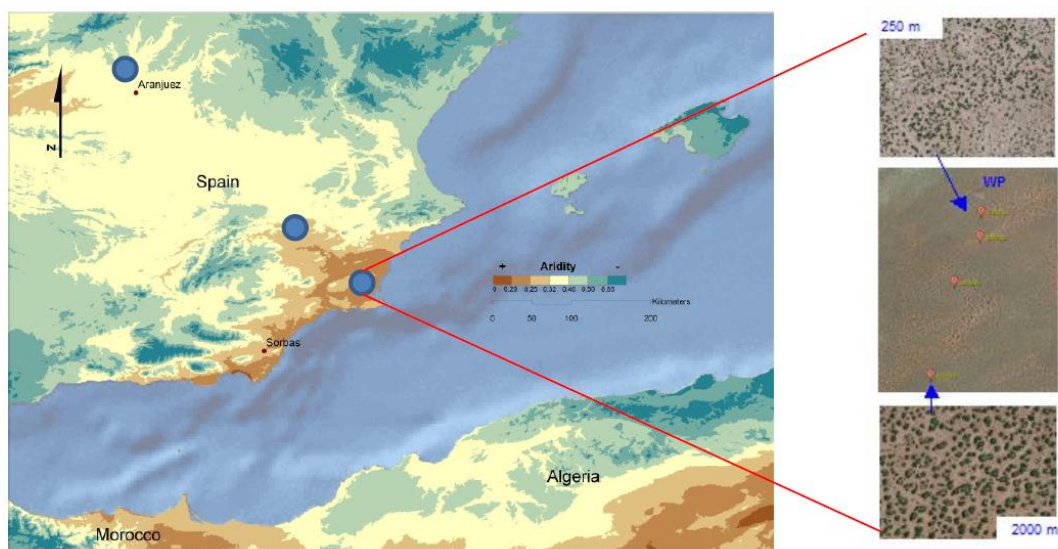 Aranjuez
N
Spain
+ Aridity -
0 0.20 0.25 0.32 0.40 0.50 0.65
Kilometers
0 50 100 200
Sorbas
Algeria
Morocco
250 m
WP
2000 m